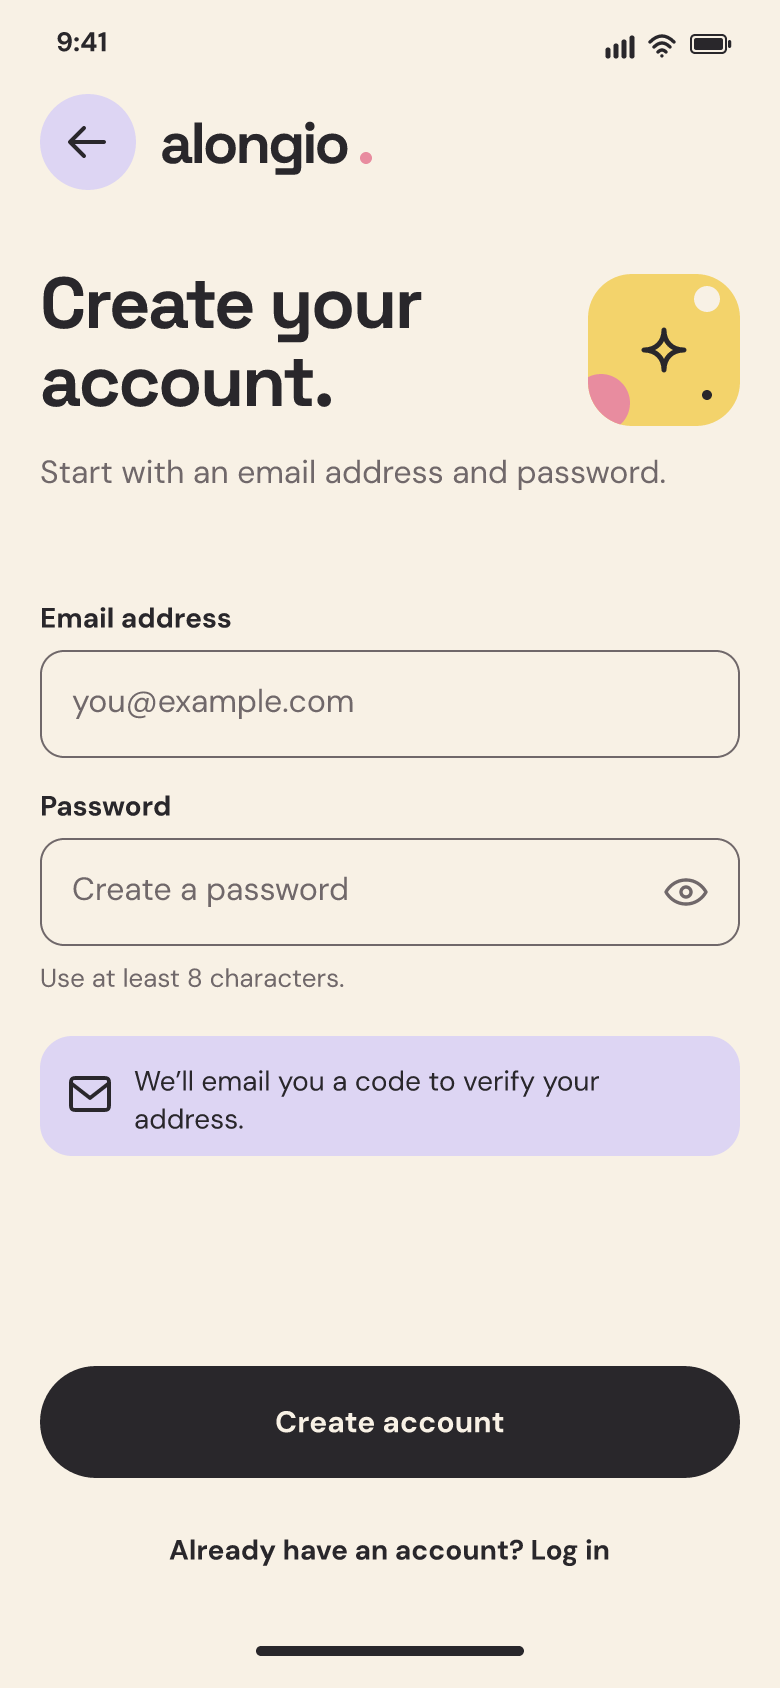 9:41
alongio.
Create your
account.
Start with an email address and password.
Email address
you@example.com
Password
Create a password
Use at least 8 characters.
We’ll email you a code to verify your
address.
Create account
Already have an account? Log in